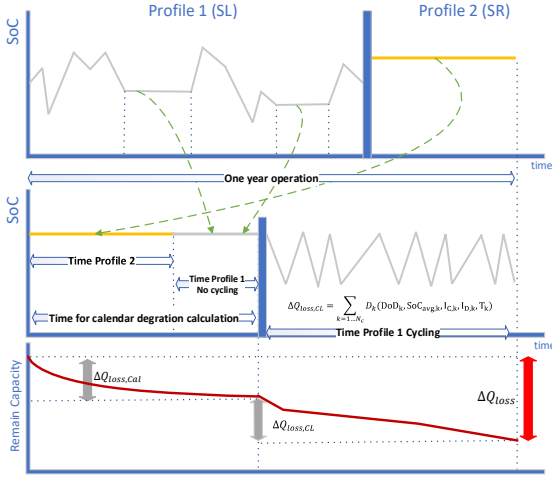 Profile 1 (SL)
Profile 2 (SR)
SoC
time
One year operation
SoC
Time Profile 2
Time Profile 1
No cycling
Time for calendar degration calculation
ΔQ_loss,CL = ∑_{k=1…N_c} D_k(DoD_k, SoC_avg,k, I_C,k, I_D,k, T_k)
Time Profile 1 Cycling
time
Remain Capacity
ΔQ_loss,Cal
ΔQ_loss,CL
ΔQ_loss